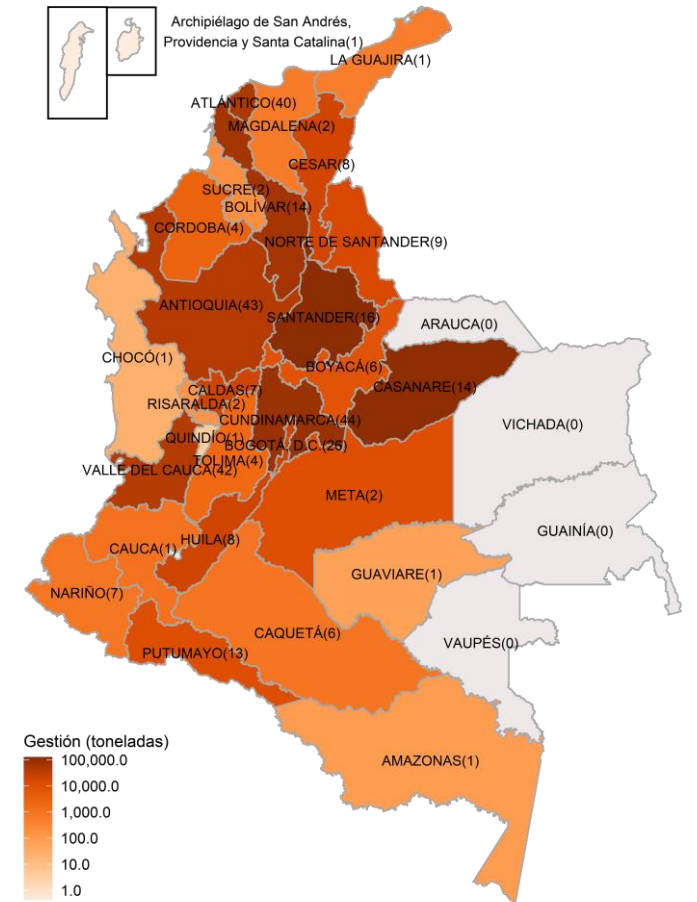 Archipiélago de San Andrés,
Providencia y Santa Catalina(1)
LA GUAJIRA(1)
ATLÁNTICO(40)
MAGDALENA(2)
CESAR(8)
SUCRE(2)
BOLÍVAR(14)
CORDOBA(4)
NORTE DE SANTANDER(9)
ANTIOQUIA(43)
SANTANDER(16)
ARAUCA(0)
CHOCÓ(1)
BOYACÁ(6)
CASANARE(14)
CALDAS(7)
RISARALDA(2)
CUNDINAMARCA(44)
VICHADA(0)
QUINDÍO(1)
BOGOTÁ, D.C.(26)
TOLIMA(4)
VALLE DEL CAUCA(42)
META(2)
GUAINÍA(0)
HUILA(8)
CAUCA(1)
GUAVIARE(1)
NARIÑO(7)
CAQUETÁ(6)
VAUPÉS(0)
PUTUMAYO(13)
AMAZONAS(1)
Gestión (toneladas)
100,000.0
10,000.0
1,000.0
100.0
10.0
1.0